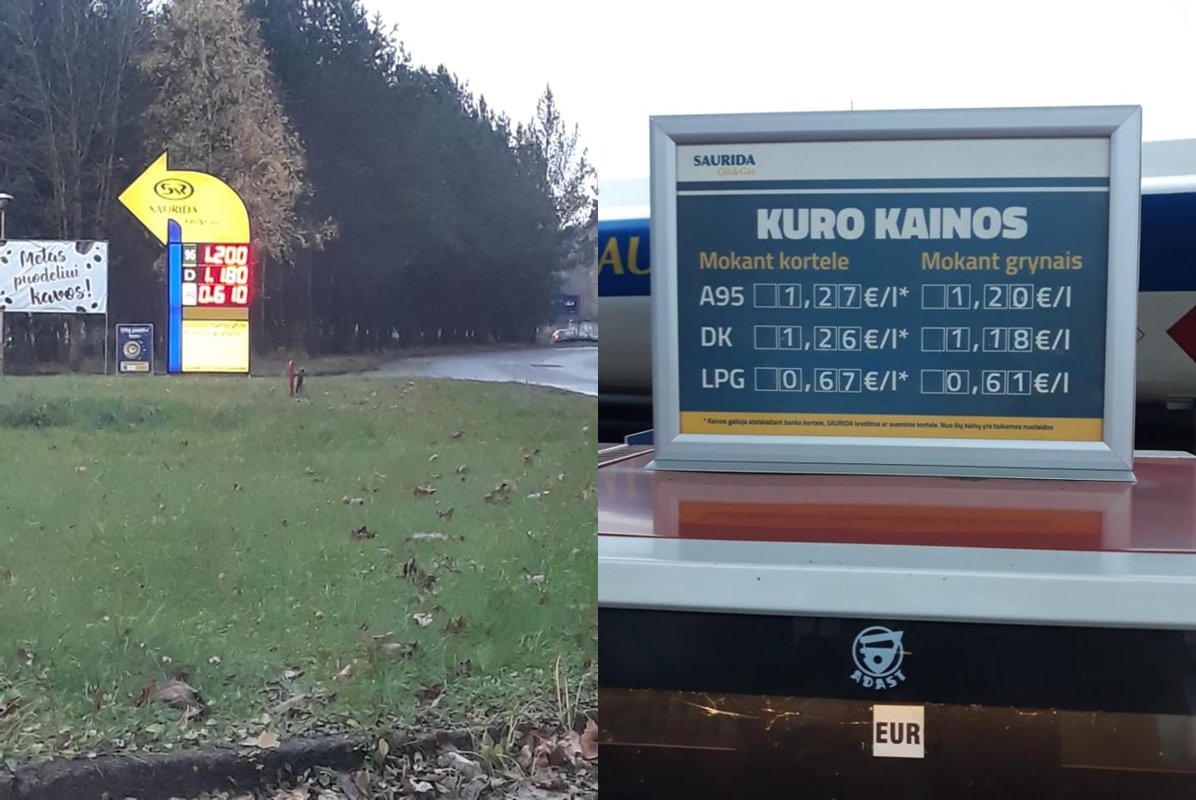 SR
SAURIDA
95 1.200
D 1.180
0.610
Metas
puodeliui
kavos!
SAURIDA
Oil&Gas
KURO KAINOS
Mokant kortele Mokant grynais
A95 1,27€/l* 1,20€/l
DK 1,26€/l* 1,18€/l
LPG 0,67€/l* 0,61€/l
* Kainos galioja atsiskaitant banko kortele, SAURIDA kreditine ar avansine kortele. Nuo šių kainų yra taikomos nuolaidos
AU
ADAST
EUR